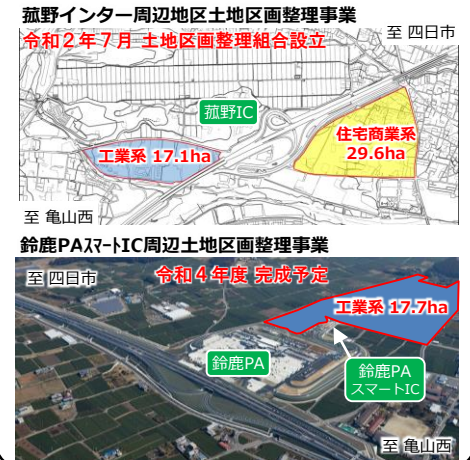 菰野インター周辺地区土地区画整理事業
令和２年７月 土地区画整理組合設立
至 四日市
菰野IC
住宅商業系
29.6ha
工業系 17.1ha
至 亀山西
鈴鹿PAｽﾏｰﾄIC周辺土地区画整理事業
至 四日市
令和４年度 完成予定
工業系 17.7ha
鈴鹿PA
鈴鹿PA
スマートIC
至 亀山西